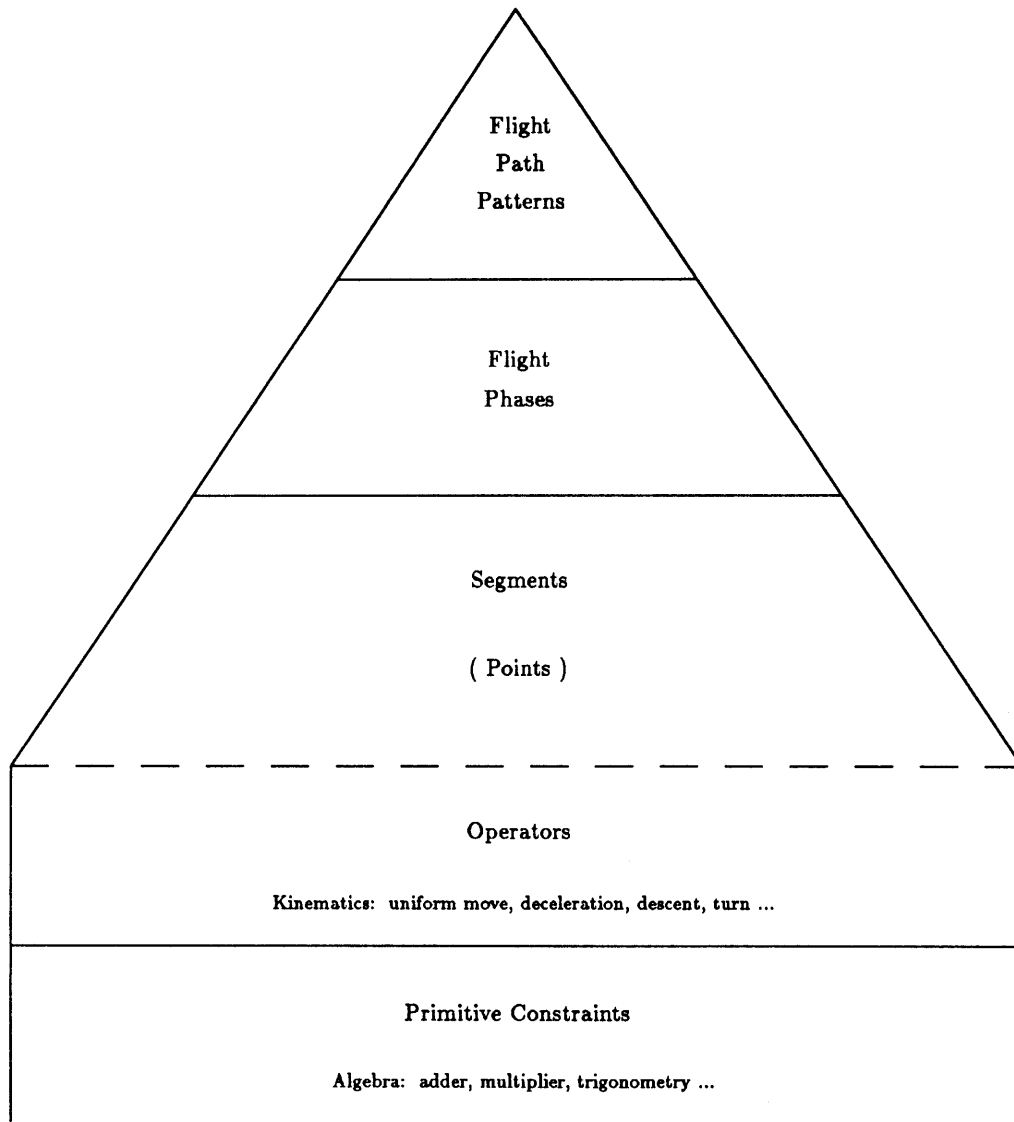 Flight
Path
Patterns
Flight
Phases
Segments
( Points )
Operators
Kinematics: uniform move, deceleration, descent, turn ...
Primitive Constraints
Algebra: adder, multiplier, trigonometry ...